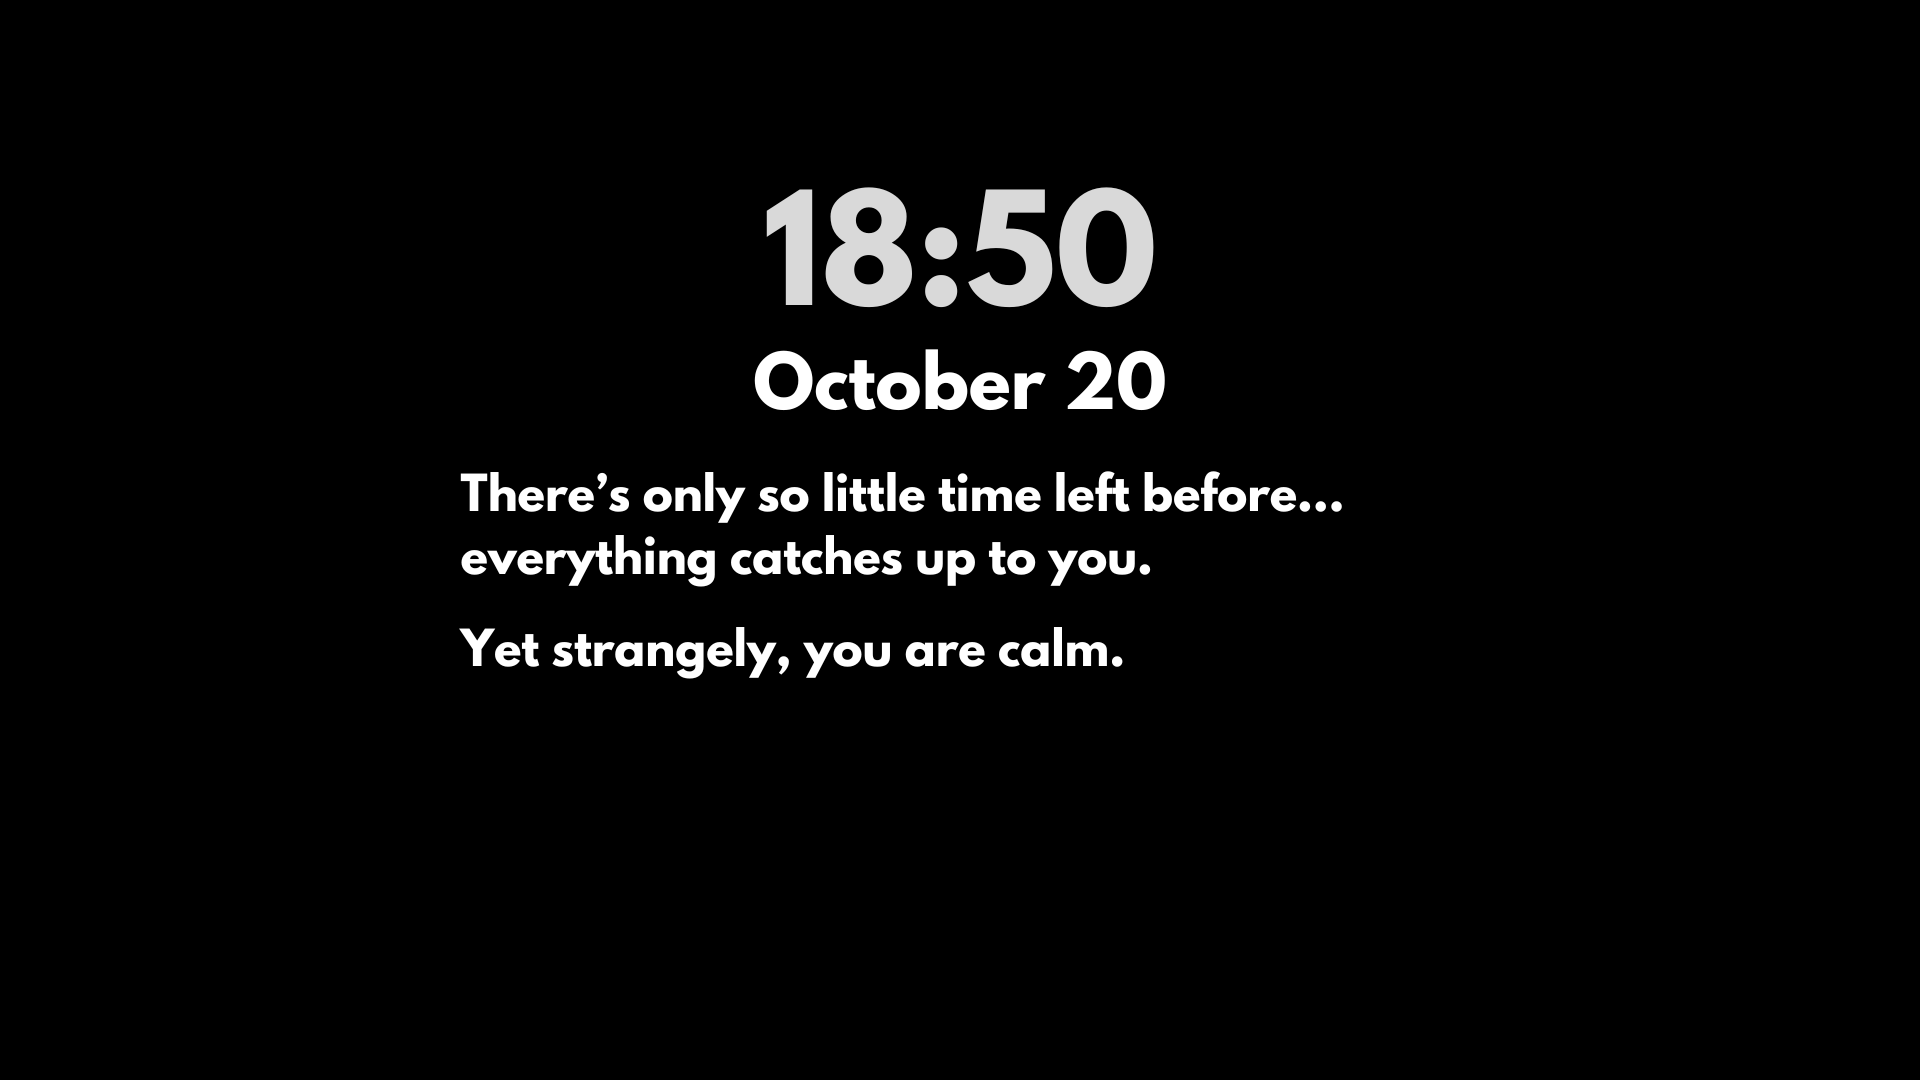 18:50
October 20
There’s only so little time left before...
everything catches up to you.
Yet strangely, you are calm.